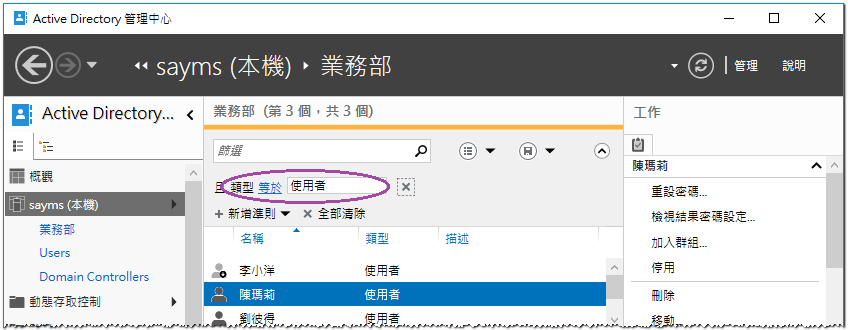 Active Directory 管理中心
sayms (本機) 業務部
管理 說明
Active Directory...
概觀
sayms (本機)
業務部
Users
Domain Controllers
動態存取控制
業務部 (第 3 個，共 3 個)
篩選
且 類型 等於 使用者
新增準則 全部清除
名稱 類型 描述
李小洋 使用者
陳瑪莉 使用者
劉彼得 使用者
工作
陳瑪莉
重設密碼...
檢視結果密碼設定...
加入群組...
停用
刪除
移動...